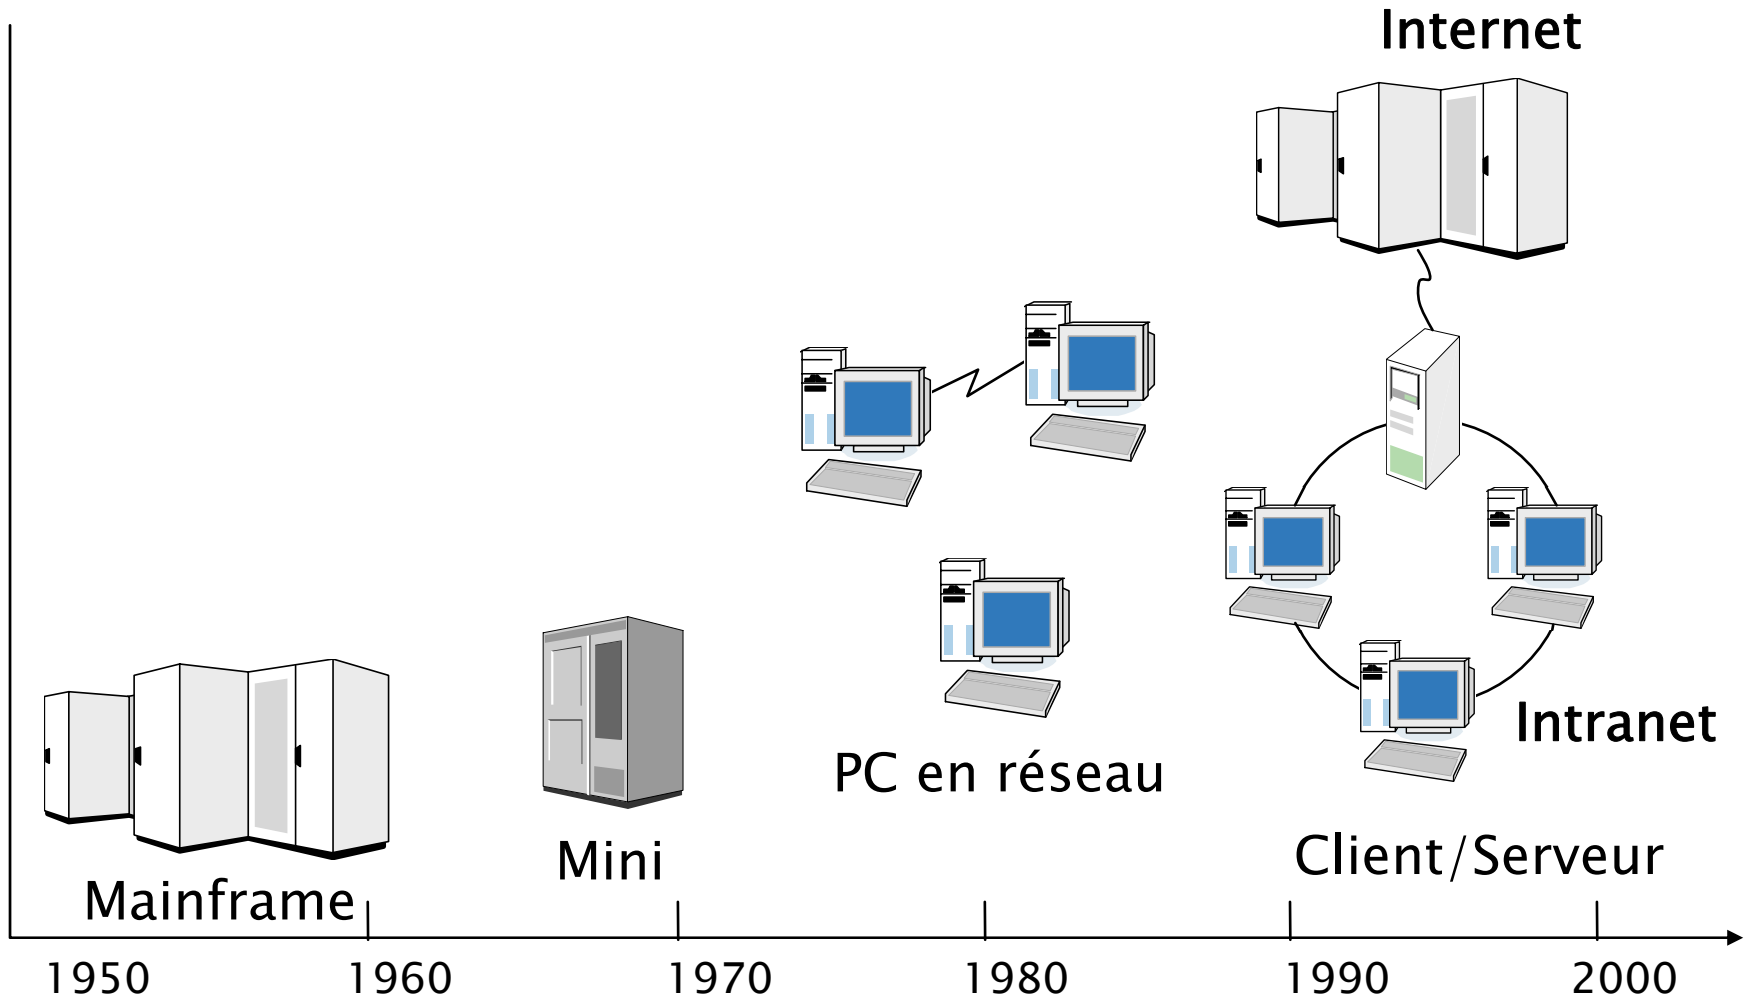 Internet
Intranet
PC en réseau
Client/Serveur
Mini
Mainframe
1950
1960
1970
1980
1990
2000